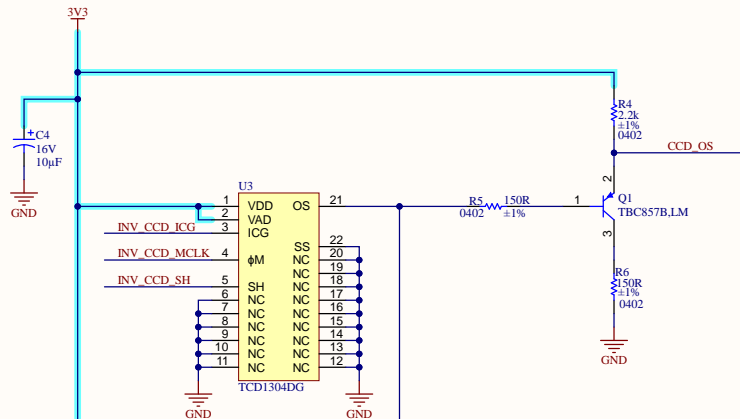 3V3
R4
2.2k
±1%
0402
C4
16V
10µF
CCD_OS
GND
U3
1 VDD OS 21
2 VAD
3 ICG
INV_CCD_ICG
R5 150R
0402 ±1%
1
2
Q1
TBC857B,LM
3
SS 22
INV_CCD_MCLK
4 ϕM NC 20
NC 19
INV_CCD_SH
5 SH NC 18
6 NC NC 17
7 NC NC 16
8 NC NC 15
9 NC NC 14
10 NC NC 13
11 NC NC 12
TCD1304DG
R6
150R
±1%
0402
GND
GND
GND